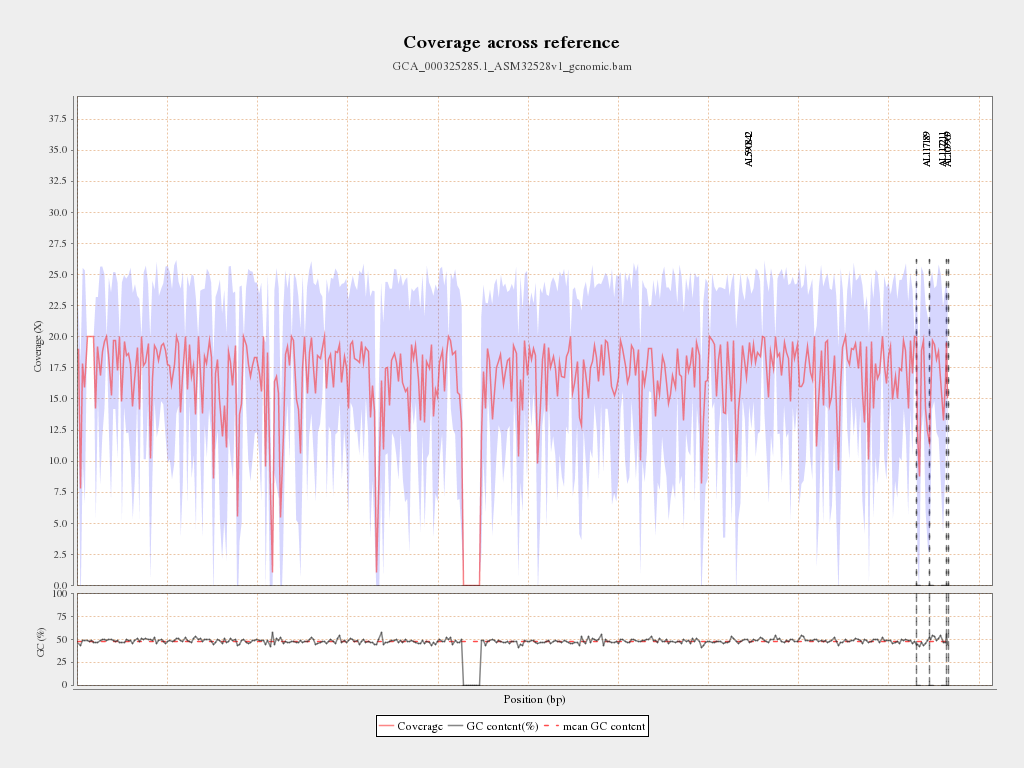 Coverage across reference
GCA_000325285.1_ASM32528v1_genomic.bam
37.5
35.0
32.5
30.0
27.5
25.0
22.5
20.0
17.5
15.0
12.5
10.0
7.5
5.0
2.5
0.0
Coverage (X)
AL590842
AL117189
AL117211
AL109969
100
75
50
25
0
GC (%)
Position (bp)
Coverage GC content(%) mean GC content